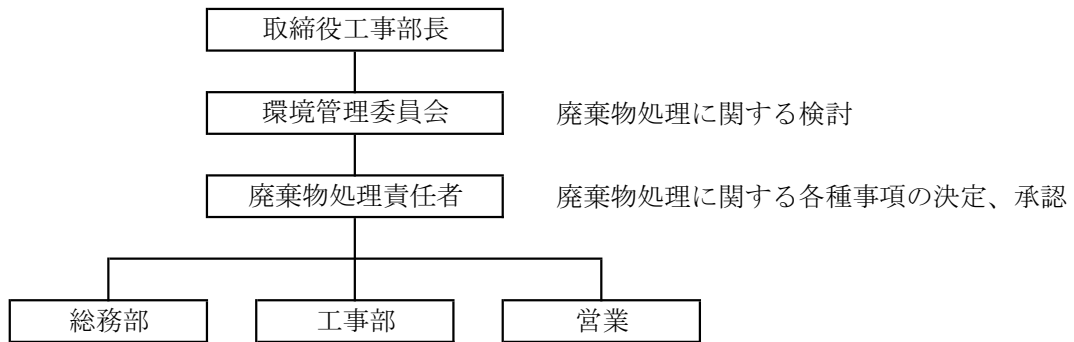 取締役工事部長
環境管理委員会 廃棄物処理に関する検討
廃棄物処理責任者 廃棄物処理に関する各種事項の決定、承認
総務部 工事部 営業